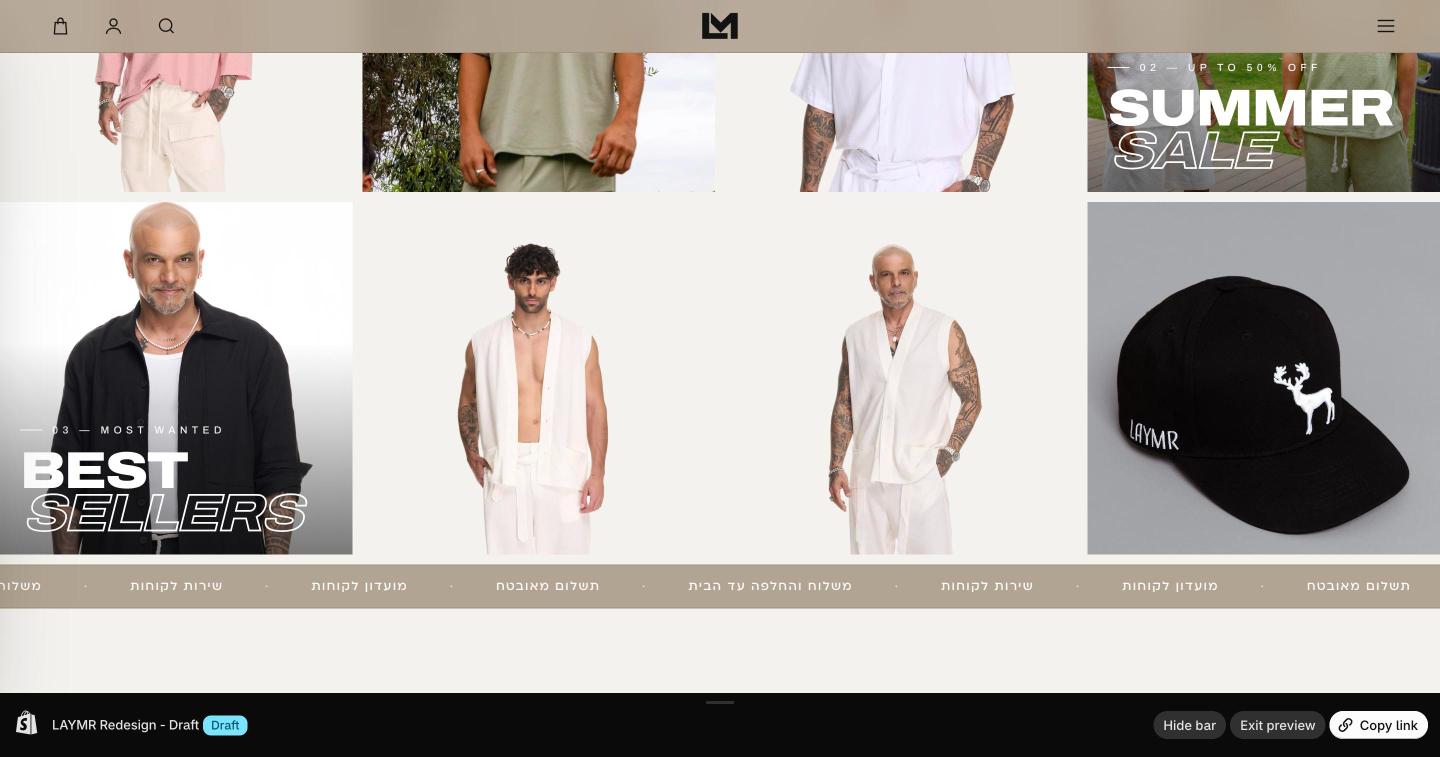 02 — UP TO 50% OFF
SUMMER
SALE
03 — MOST WANTED
BEST
SELLERS
LAYMR
תשלום מאובטח · מועדון לקוחות · שירות לקוחות · משלוח והחלפה עד הבית · תשלום מאובטח · מועדון לקוחות · שירות לקוחות ·
LAYMR Redesign - Draft Draft
Hide bar
Exit preview
Copy link